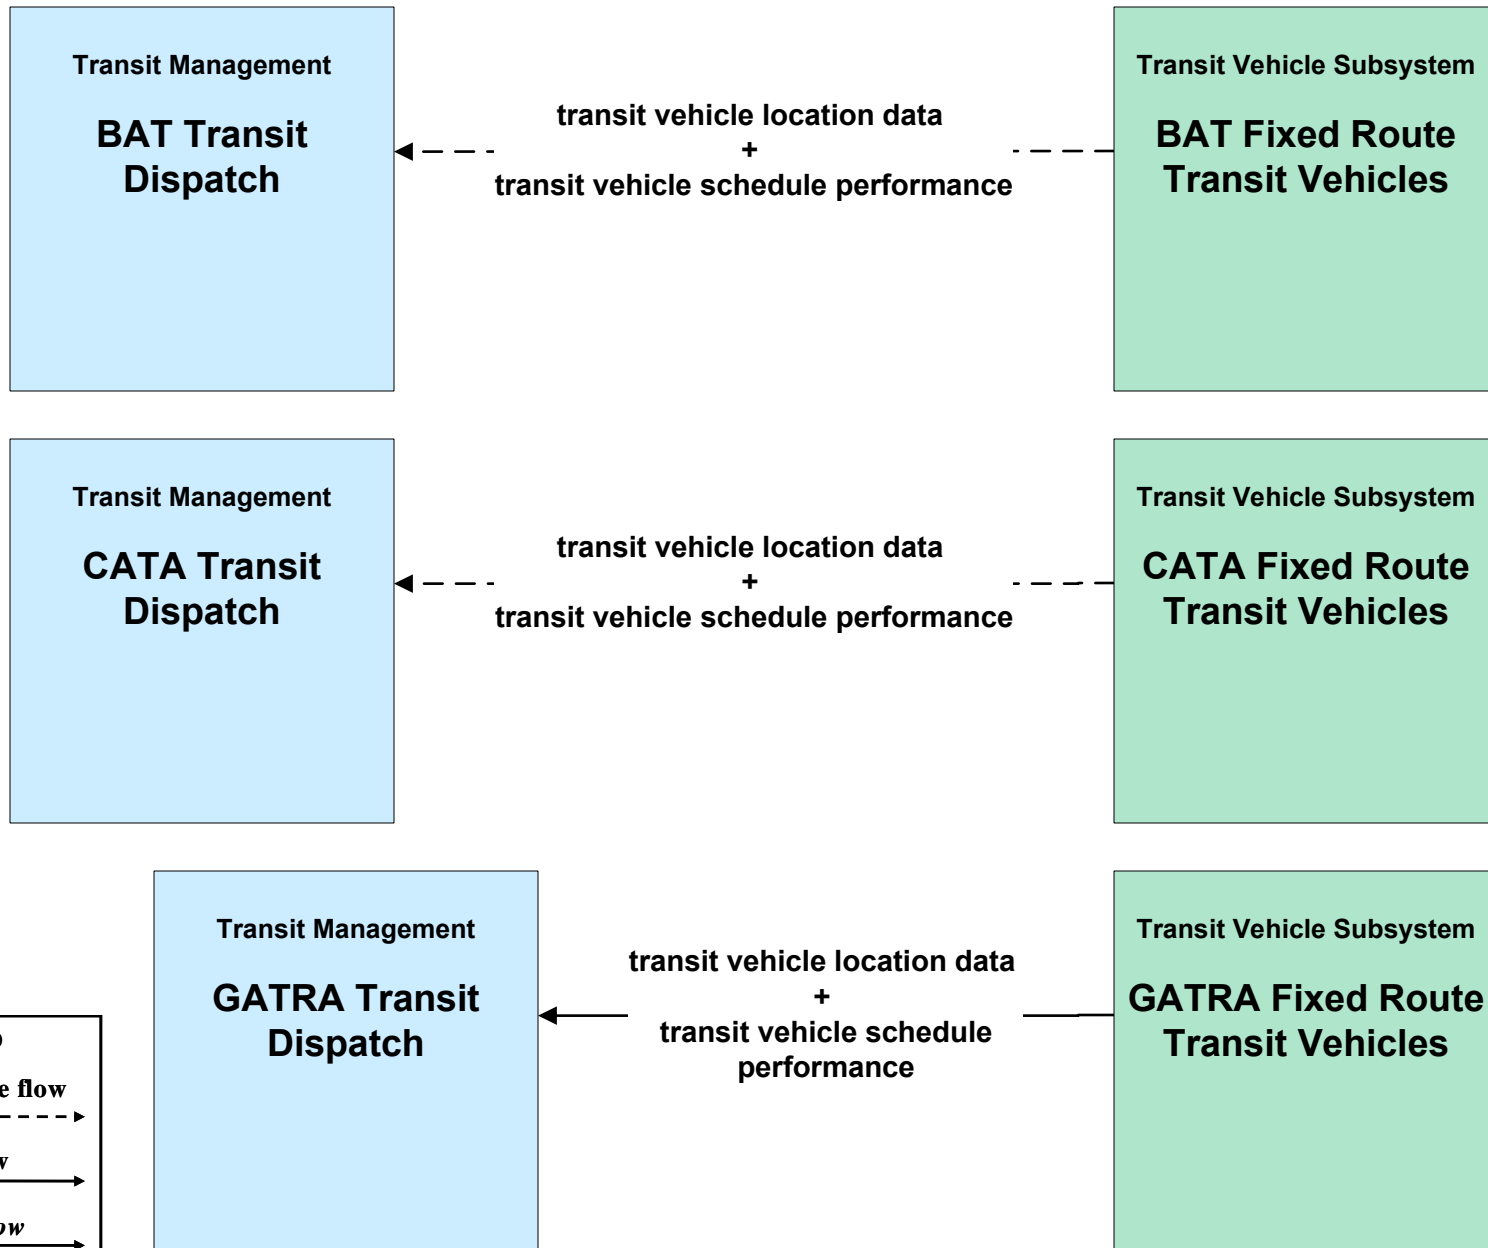 Transit Management
BAT Transit
Dispatch
transit vehicle location data
+
transit vehicle schedule performance
Transit Vehicle Subsystem
BAT Fixed Route
Transit Vehicles
Transit Management
CATA Transit
Dispatch
transit vehicle location data
+
transit vehicle schedule performance
Transit Vehicle Subsystem
CATA Fixed Route
Transit Vehicles
Transit Management
GATRA Transit
Dispatch
transit vehicle location data
+
transit vehicle schedule
performance
Transit Vehicle Subsystem
GATRA Fixed Route
Transit Vehicles
flow